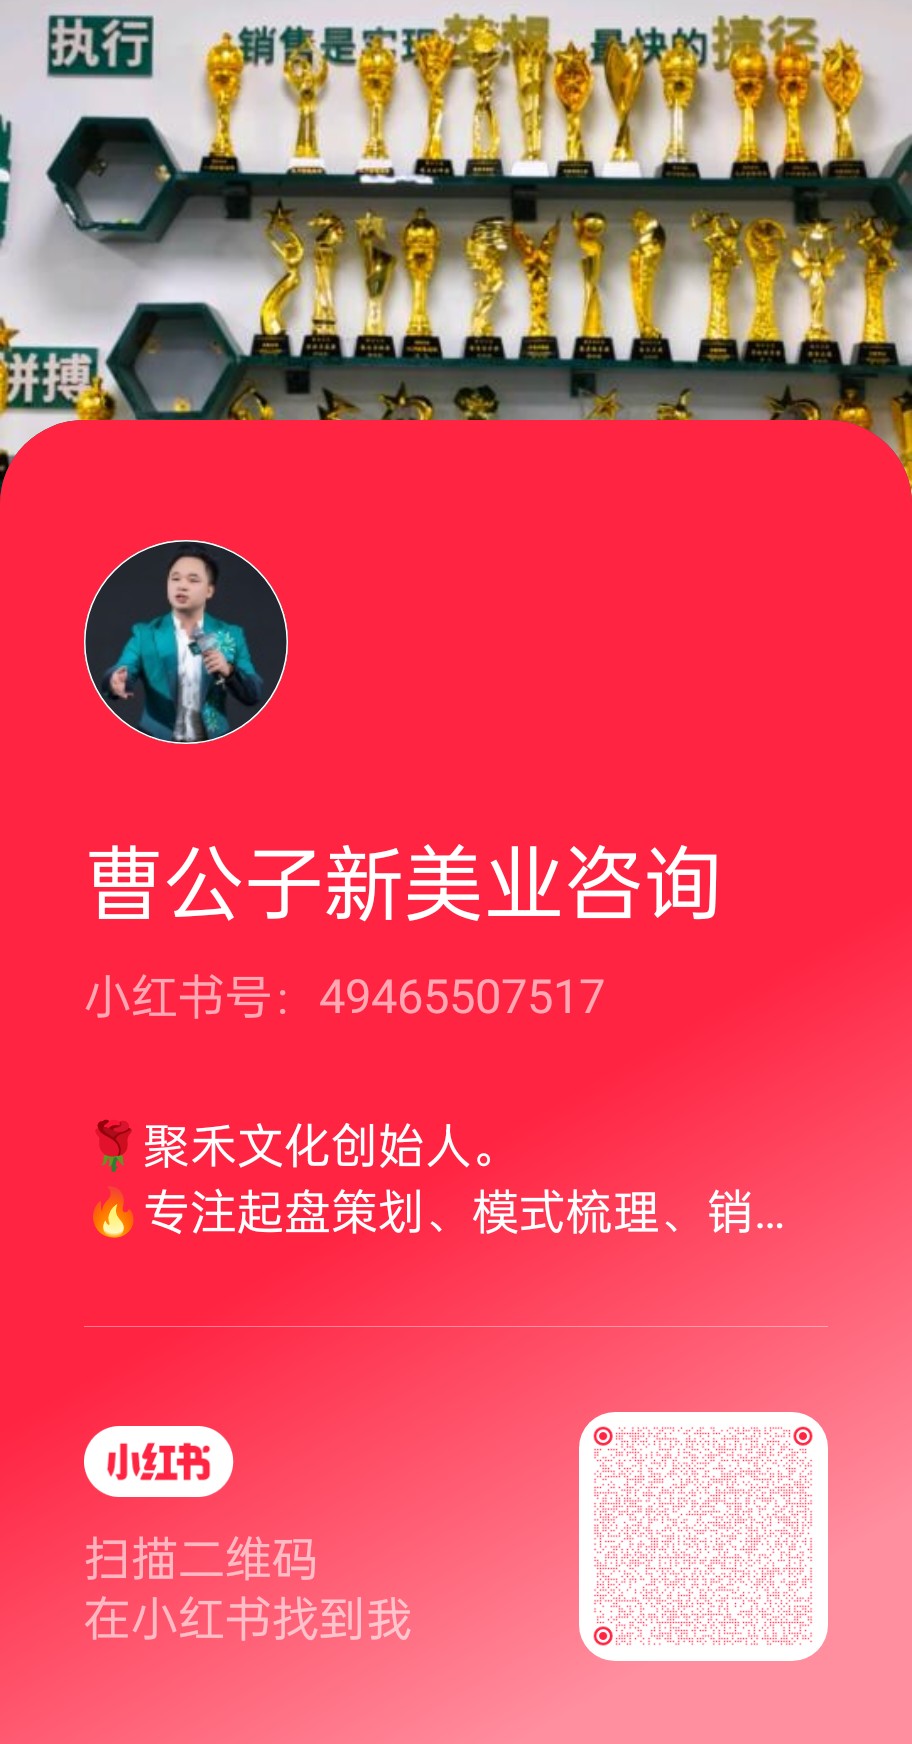 执行
销售是实现梦想 最快的捷径
拼搏
曹公子新美业咨询
小红书号：49465507517
🌹聚禾文化创始人。
🔥专注起盘策划、模式梳理、销...
小红书
扫描二维码
在小红书找到我